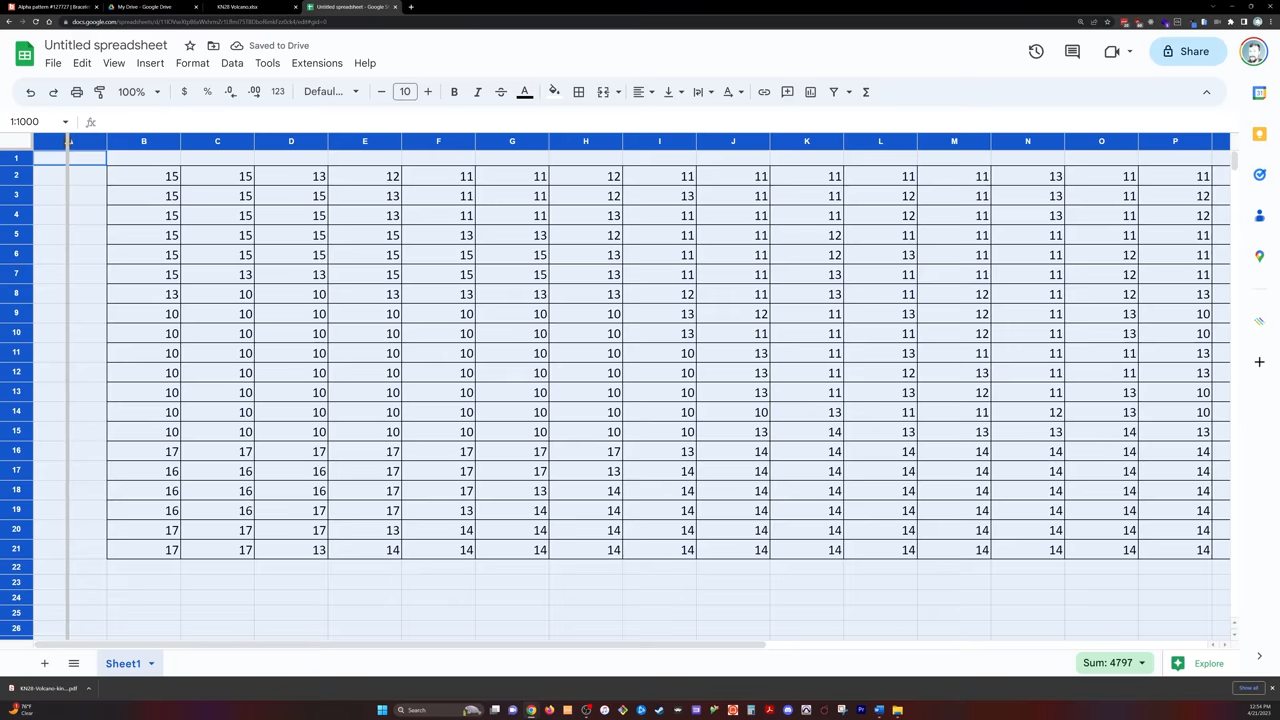 Alpha pattern #127727 | Bracel
My Drive - Google Drive
KN28 Volcano.xlsx
Untitled spreadsheet - Google S
Untitled spreadsheet
Saved to Drive
Share
File Edit View Insert Format Data Tools Extensions Help
100% $ % .0 .00 123 Defaul... 10 B I A
1:1000 fx
A B C D E F G H I J K L M N O P
1
2 15 15 13 12 11 11 12 11 11 11 11 11 13 11 11
3 15 15 15 13 11 11 12 13 11 11 12 11 13 11 12
4 15 15 15 13 11 11 13 11 11 11 12 11 13 11 12
5 15 15 15 15 13 13 12 11 11 12 11 11 11 11 11
6 15 15 15 15 15 15 13 11 11 12 13 11 11 12 11
7 15 13 13 15 15 15 13 11 11 12 11 11 11 12 11
8 13 10 10 13 13 13 13 12 11 13 11 12 11 12 13
9 10 10 10 10 10 10 10 13 12 11 13 12 11 13 10
10 10 10 10 10 10 10 10 13 11 11 11 12 11 13 10
11 10 10 10 10 10 10 10 10 13 11 13 11 11 11 13
12 10 10 10 10 10 10 10 10 13 11 12 13 11 11 13
13 10 10 10 10 10 10 10 10 13 11 13 12 11 13 10
14 10 10 10 10 10 10 10 10 10 13 11 11 12 13 10
15 10 10 10 10 10 10 10 10 13 14 13 13 13 14 13
16 17 17 17 17 17 17 17 13 14 14 14 14 14 14 14
17 16 16 16 17 17 17 13 14 14 14 14 14 14 14 14
18 16 16 16 17 17 13 14 14 14 14 14 14 14 14 14
19 16 16 17 17 13 14 14 14 14 14 14 14 14 14 14
20 17 17 17 13 14 14 14 14 14 14 14 14 14 14 14
21 17 17 13 14 14 14 14 14 14 14 14 14 14 14 14
22
23
24
25
26
Sheet1
Sum: 4797
Explore
KN28-Volcano-kin....pdf
Show all
76°F
Clear
Search
12:54 PM
4/21/2023